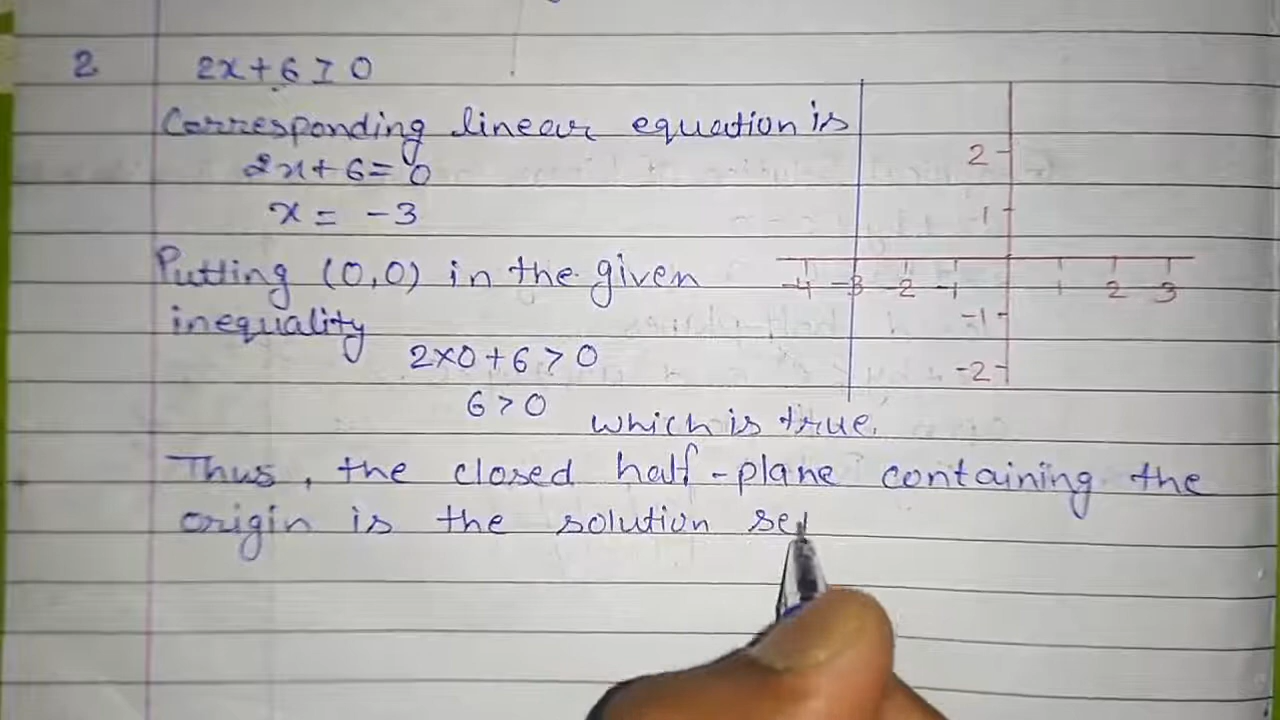 2 2x+6 ≥ 0
Corresponding linear equation is
2x+6=0
x = -3
Putting (0,0) in the given
inequality
2×0+6 > 0
6 > 0
which is true.
Thus, the closed half-plane containing the
origin is the solution set
2
1
-4 -3 -2 -1 1 2 3
-1
-2